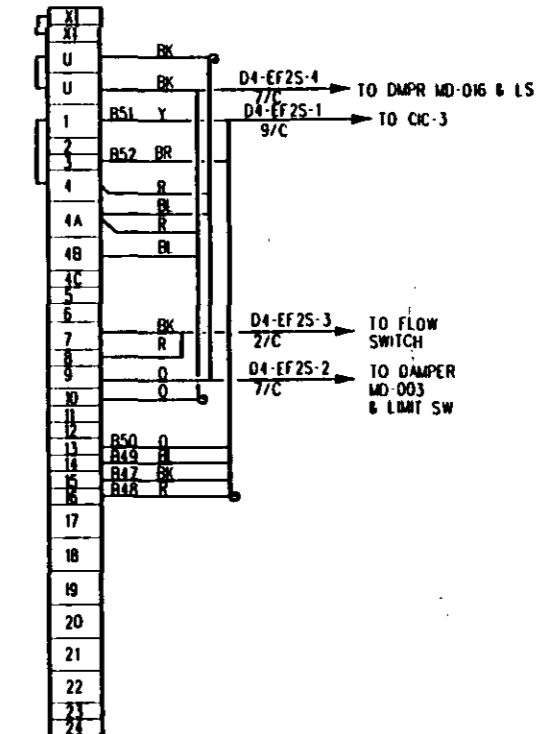 X1
X1
U BK
U BK D4-EF2S-4 TO DMPR MD-016 & LS
7/C
1 B51 Y D4-EF2S-1 TO CIC-3
9/C
2
3 B52 BR
4 R
BL
4A R
4B BL
4C
5
6
7 BK D4-EF2S-3 TO FLOW
8 R 2/C SWITCH
9 O D4-EF2S-2 TO DAMPER
10 O 7/C MD-003
& LIMIT SW
11
12
13 B50 O
14 B49 BL
15 B47 BK
16 B48 R
17
18
19
20
21
22
23
24